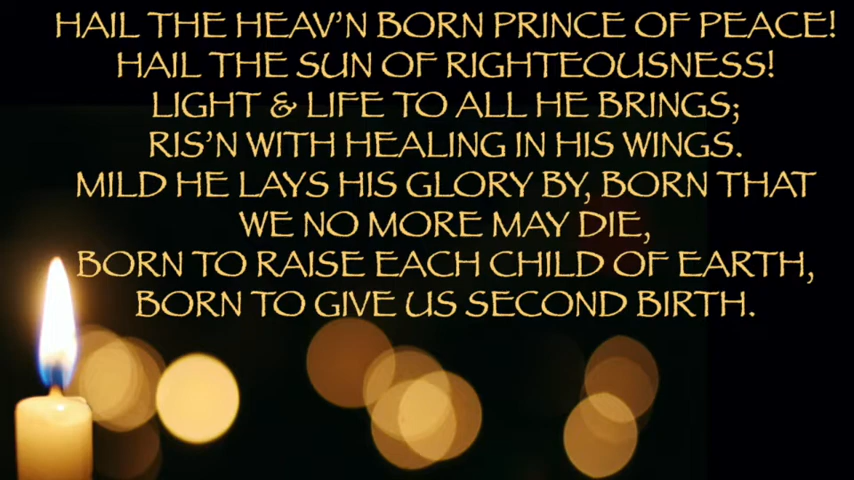 HAIL THE HEAV'N BORN PRINCE OF PEACE!
HAIL THE SUN OF RIGHTEOUSNESS!
LIGHT & LIFE TO ALL HE BRINGS;
RIS'N WITH HEALING IN HIS WINGS.
MILD HE LAYS HIS GLORY BY, BORN THAT
WE NO MORE MAY DIE,
BORN TO RAISE EACH CHILD OF EARTH,
BORN TO GIVE US SECOND BIRTH.